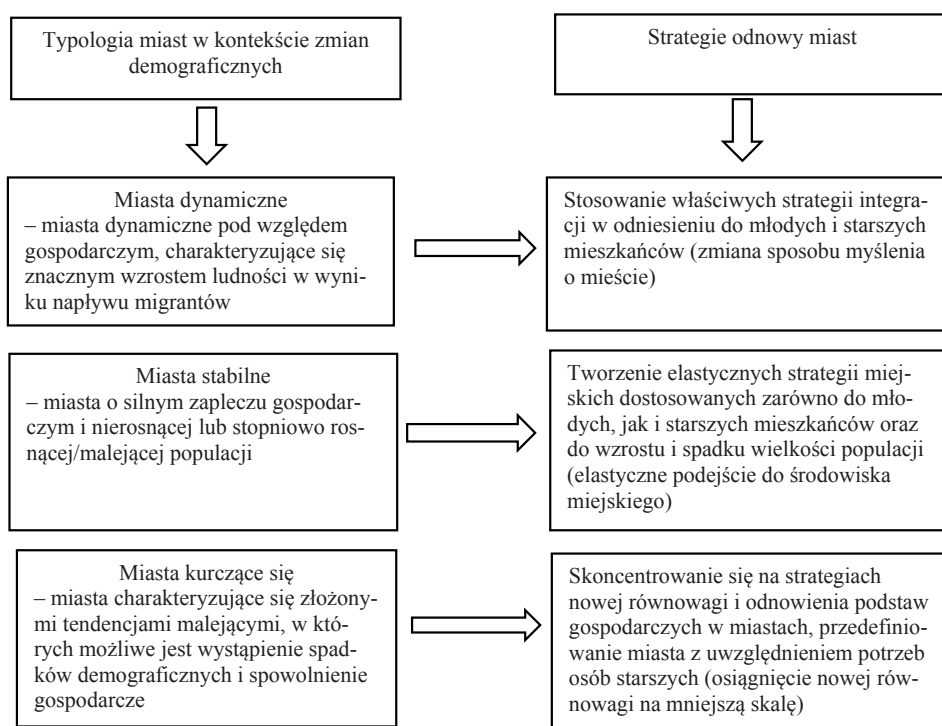 Typologia miast w kontekście zmian
demograficznych
Strategie odnowy miast
Miasta dynamiczne
– miasta dynamiczne pod względem
gospodarczym, charakteryzujące się
znacznym wzrostem ludności w wyni-
ku napływu migrantów
Stosowanie właściwych strategii integra-
cji w odniesieniu do młodych i starszych
mieszkańców (zmiana sposobu myślenia
o mieście)
Miasta stabilne
– miasta o silnym zapleczu gospodar-
czym i nierosnącej lub stopniowo ros-
nącej/malejącej populacji
Tworzenie elastycznych strategii miej-
skich dostosowanych zarówno do mło-
dych, jak i starszych mieszkańców oraz
do wzrostu i spadku wielkości populacji
(elastyczne podejście do środowiska
miejskiego)
Miasta kurczące się
– miasta charakteryzujące się złożony-
mi tendencjami malejącymi, w któ-
rych możliwe jest wystąpienie spad-
ków demograficznych i spowolnienie
gospodarcze
Skoncentrowanie się na strategiach
nowej równowagi i odnowienia podstaw
gospodarczych w miastach, przedefinio-
wanie miasta z uwzględnieniem potrzeb
osób starszych (osiągnięcie nowej rów-
nowagi na mniejszą skalę)